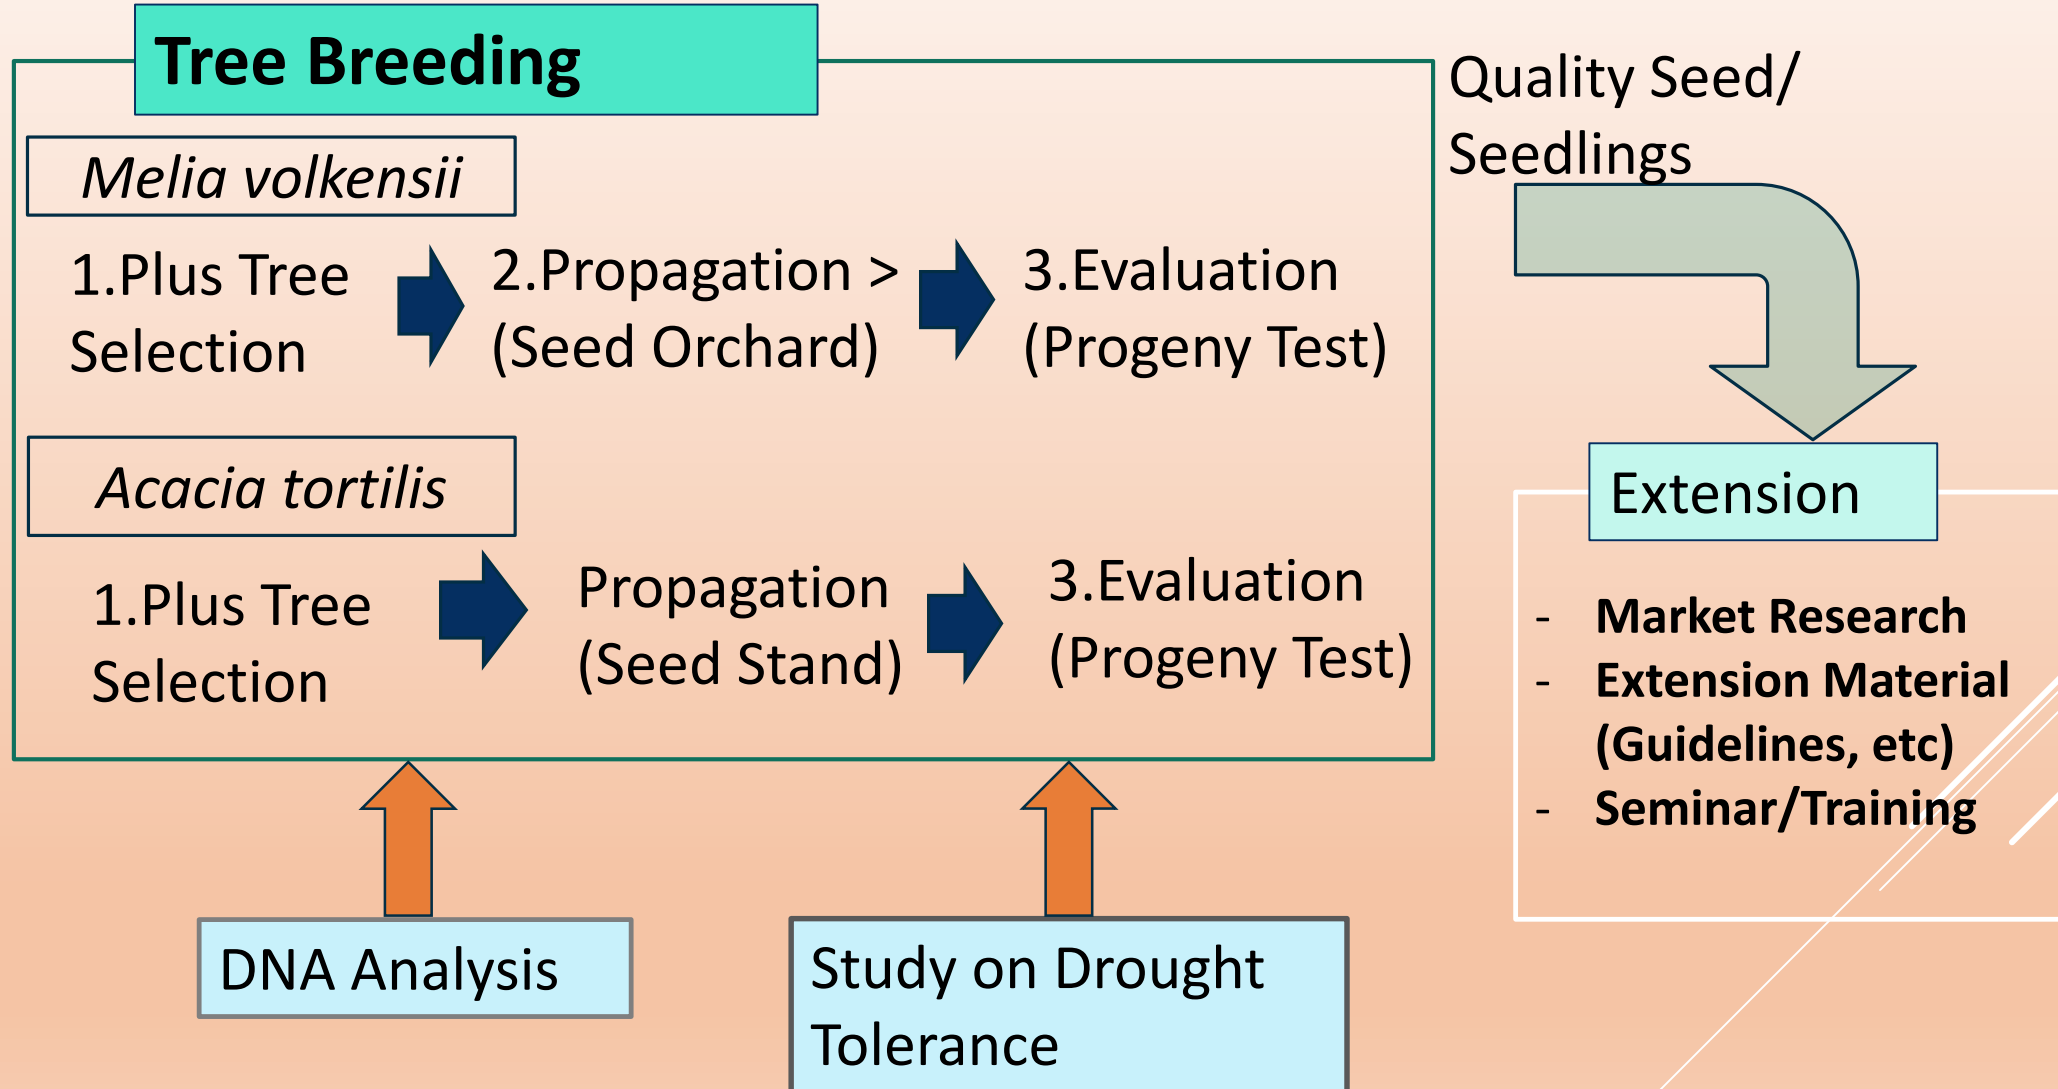 Tree Breeding
Melia volkensii
1.Plus Tree
Selection
2.Propagation >
(Seed Orchard)
3.Evaluation
(Progeny Test)
Acacia tortilis
1.Plus Tree
Selection
Propagation
(Seed Stand)
3.Evaluation
(Progeny Test)
DNA Analysis
Study on Drought
Tolerance
Quality Seed/
Seedlings
Extension
- Market Research
- Extension Material
(Guidelines, etc)
- Seminar/Training